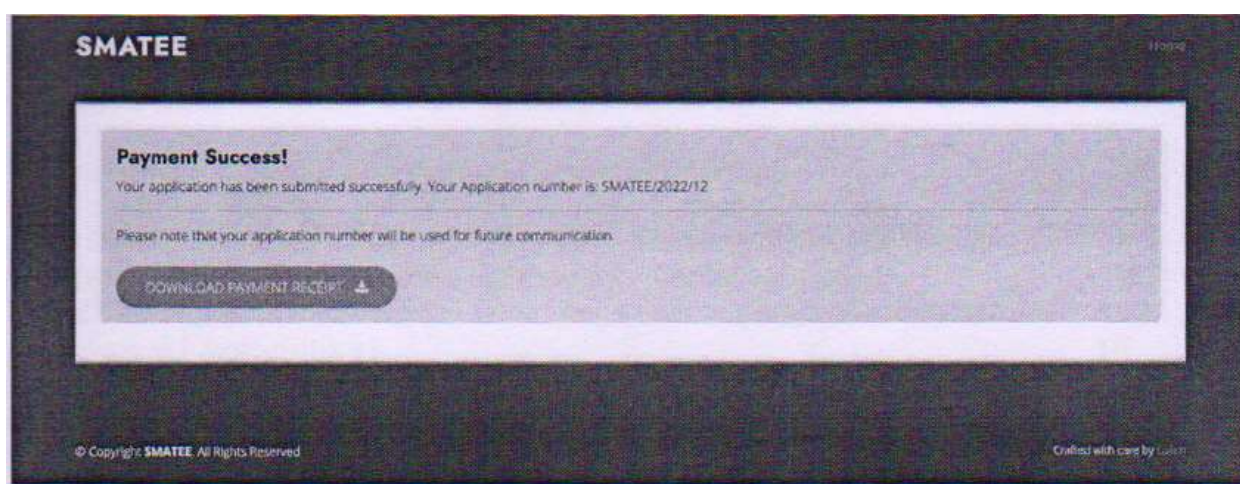 SMATEE
Home
Payment Success!
Your application has been submitted successfully. Your Application number is: SMATEE/2022/12
Please note that your application number will be used for future communication.
DOWNLOAD PAYMENT RECEIPT
© Copyright SMATEE. All Rights Reserved
Crafted with care by